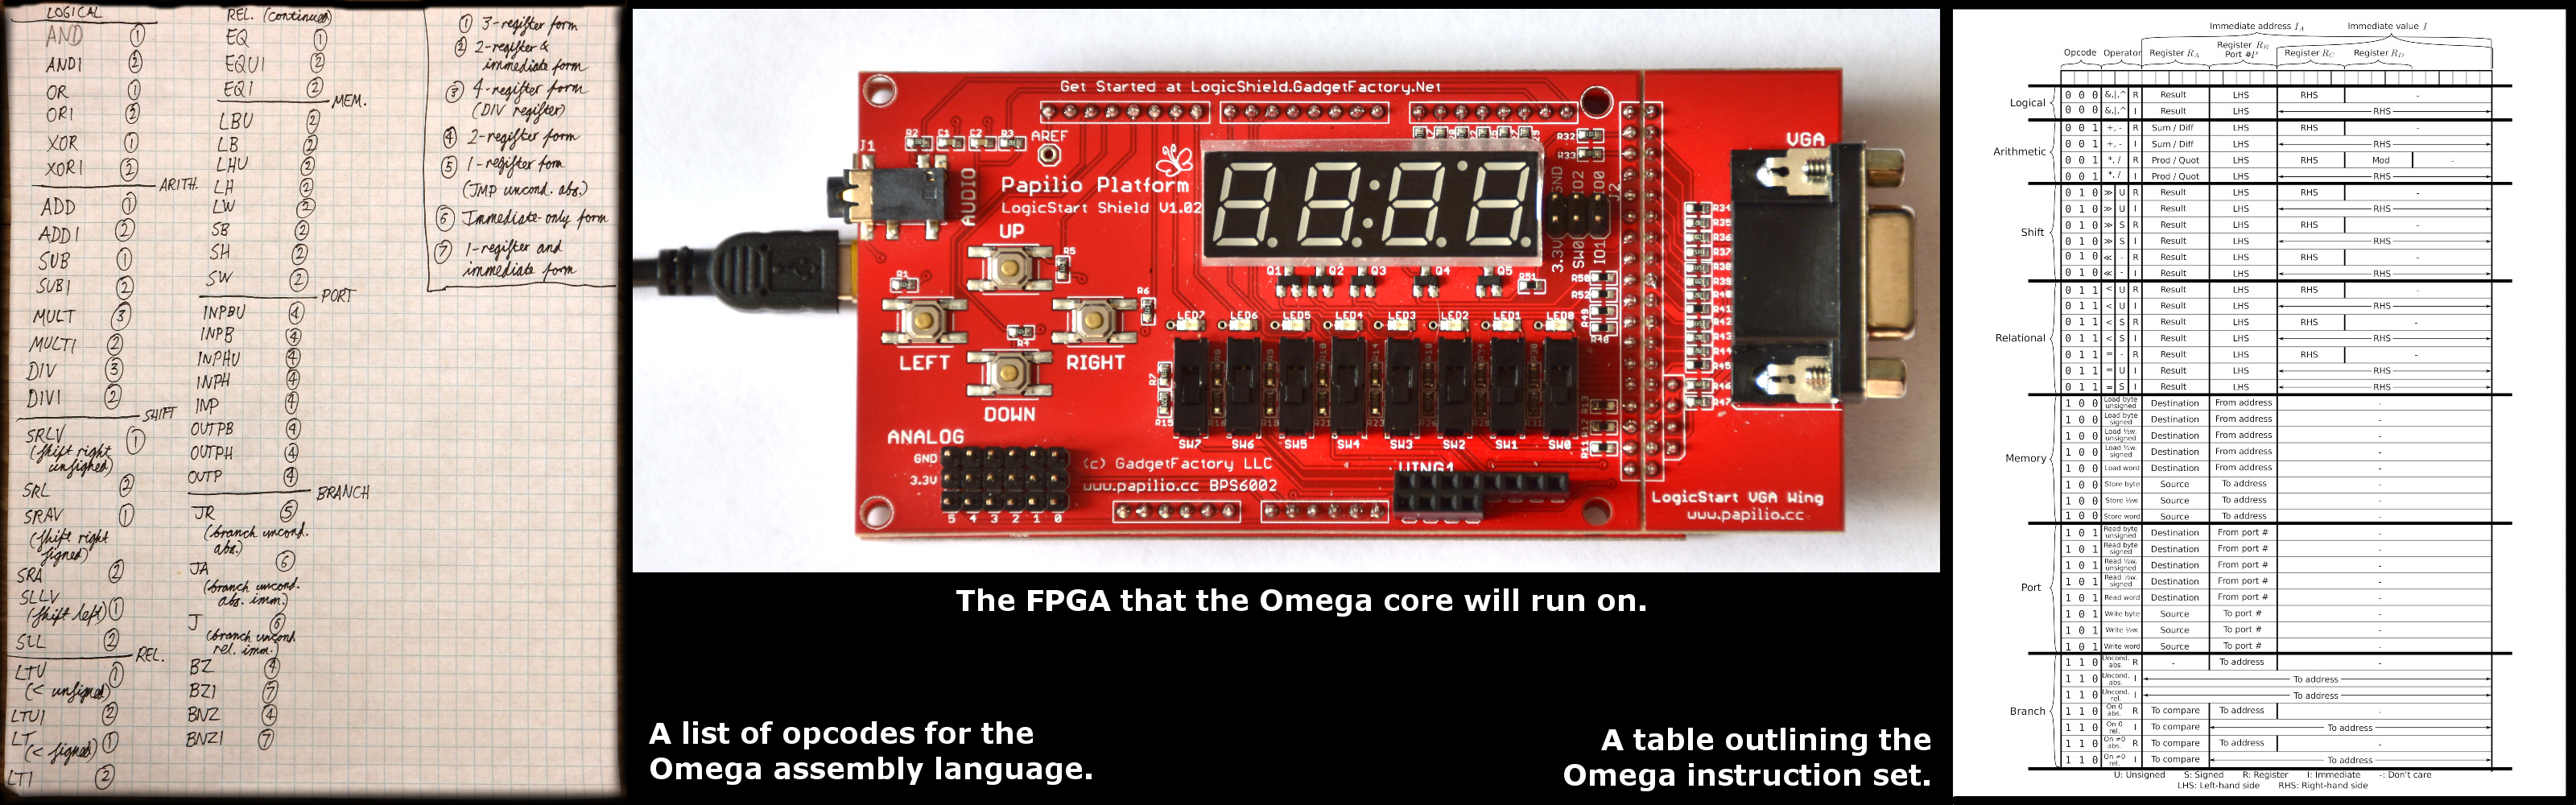 LOGICAL
AND ①
ANDI ②
OR ①
ORI ②
XOR ①
XORI ②
ARITH.
ADD ①
ADDI ②
SUB ①
SUBI ②
MULT ③
MULTI ②
DIV ③
DIVI ②
SHIFT
SRLV ①
(shift right
unsigned)
SRL ②
SRAV ①
(shift right
signed)
SRA ②
SLLV
(shift left) ①
SLL ②
REL.
LTU ①
(< unsigned)
LTUI ②
LT ①
(< signed)
LTI ②
REL. (continued)
EQ ①
EQUI ②
EQI ②
MEM.
LBU ②
LB ②
LHU ②
LH ②
LW ②
SB ②
SH ②
SW ②
PORT
INPBU ④
INPB ④
INPHU ④
INPH ④
INP ④
OUTPB ④
OUTPH ④
OUTP ④
BRANCH
JR ⑤
(branch uncond.
abs.)
JA ⑥
(branch uncond.
abs. imm.)
J ⑥
(branch uncond
rel. imm.)
BZ ④
BZI ⑦
BNZ ④
BNZI ⑦
① 3-register form
② 2-register &
immediate form
③ 4-register form
(DIV register)
④ 2-register form
⑤ 1-register form
(JMP uncond. abs.)
⑥ Immediate-only form
⑦ 1-register and
immediate form
Get Started at LogicShield.GadgetFactory.Net
R2 C1 C2 R3 AREF
J1
AUDIO
Papilio Platform
LogicStart Shield V1.02
R32
R33
VGA
GND IO2 IO0
3.3V SW0 IO1
J2
UP
R5
R1
LEFT
R6
RIGHT
R4
DOWN
Q1 Q2 Q3 Q4 Q5 R51
LED7 LED6 LED5 LED4 LED3 LED2 LED1 LED0
R7
R15
SW7 SW6 SW5 SW4 SW3 SW2 SW1 SW0
ANALOG
GND
3.3V
5 4 3 2 1 0
(c) GadgetFactory LLC
www.papilio.cc BPS6002
WING1
LogicStart VGA Wing
www.papilio.cc
The FPGA that the Omega core will run on.
A list of opcodes for the
Omega assembly language.
A table outlining the
Omega instruction set.
Immediate address I_A Immediate value I
Opcode Operator Register R_A Register R_B Port #P Register R_C Register R_D
Logical
0 0 0 &,|,^ R Result LHS RHS -
0 0 0 &,|,^ I Result LHS RHS
Arithmetic
0 0 1 +, - R Sum / Diff LHS RHS -
0 0 1 +, - I Sum / Diff LHS RHS
0 0 1 *, / R Prod / Quot LHS RHS Mod -
0 0 1 *, / I Prod / Quot LHS RHS
Shift
0 1 0 ≫ U R Result LHS RHS -
0 1 0 ≫ U I Result LHS RHS
0 1 0 ≫ S R Result LHS RHS -
0 1 0 ≫ S I Result LHS RHS
0 1 0 ≪ - R Result LHS RHS -
0 1 0 ≪ - I Result LHS RHS
Relational
0 1 1 < U R Result LHS RHS -
0 1 1 < U I Result LHS RHS
0 1 1 < S R Result LHS RHS -
0 1 1 < S I Result LHS RHS
0 1 1 = - R Result LHS RHS -
0 1 1 = U I Result LHS RHS
0 1 1 = S I Result LHS RHS
Memory
1 0 0 Load byte unsigned Destination From address -
1 0 0 Load byte signed Destination From address -
1 0 0 Load ½w. unsigned Destination From address -
1 0 0 Load ½w. signed Destination From address -
1 0 0 Load word Destination From address -
1 0 0 Store byte Source To address -
1 0 0 Store ½w. Source To address -
1 0 0 Store word Source To address -
Port
1 0 1 Read byte unsigned Destination From port # -
1 0 1 Read byte signed Destination From port # -
1 0 1 Read ½w. unsigned Destination From port # -
1 0 1 Read ½w. signed Destination From port # -
1 0 1 Read word Destination From port # -
1 0 1 Write byte Source To port # -
1 0 1 Write ½w. Source To port # -
1 0 1 Write word Source To port # -
Branch
1 1 0 Uncond. abs. R - To address -
1 1 0 Uncond. abs. I To address
1 1 0 Uncond. rel. I To address
1 1 0 On 0 abs. R To compare To address -
1 1 0 On 0 rel. I To compare To address
1 1 0 On ≠0 abs. R To compare To address -
1 1 0 On ≠0 rel. I To compare To address
U: Unsigned S: Signed R: Register I: Immediate -: Don't care
LHS: Left-hand side RHS: Right-hand side